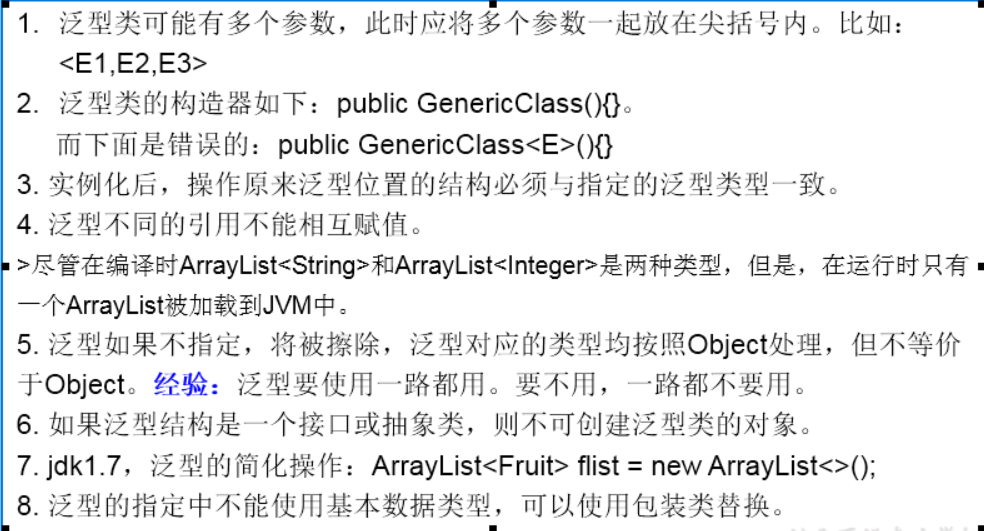 1. 泛型类可能有多个参数，此时应将多个参数一起放在尖括号内。比如：
<E1,E2,E3>
2. 泛型类的构造器如下：public GenericClass(){}。
而下面是错误的：public GenericClass<E>(){}
3. 实例化后，操作原来泛型位置的结构必须与指定的泛型类型一致。
4. 泛型不同的引用不能相互赋值。
>尽管在编译时ArrayList<String>和ArrayList<Integer>是两种类型，但是，在运行时只有
一个ArrayList被加载到JVM中。
5. 泛型如果不指定，将被擦除，泛型对应的类型均按照Object处理，但不等价
于Object。经验：泛型要使用一路都用。要不用，一路都不要用。
6. 如果泛型结构是一个接口或抽象类，则不可创建泛型类的对象。
7. jdk1.7，泛型的简化操作：ArrayList<Fruit> flist = new ArrayList<>();
8. 泛型的指定中不能使用基本数据类型，可以使用包装类替换。